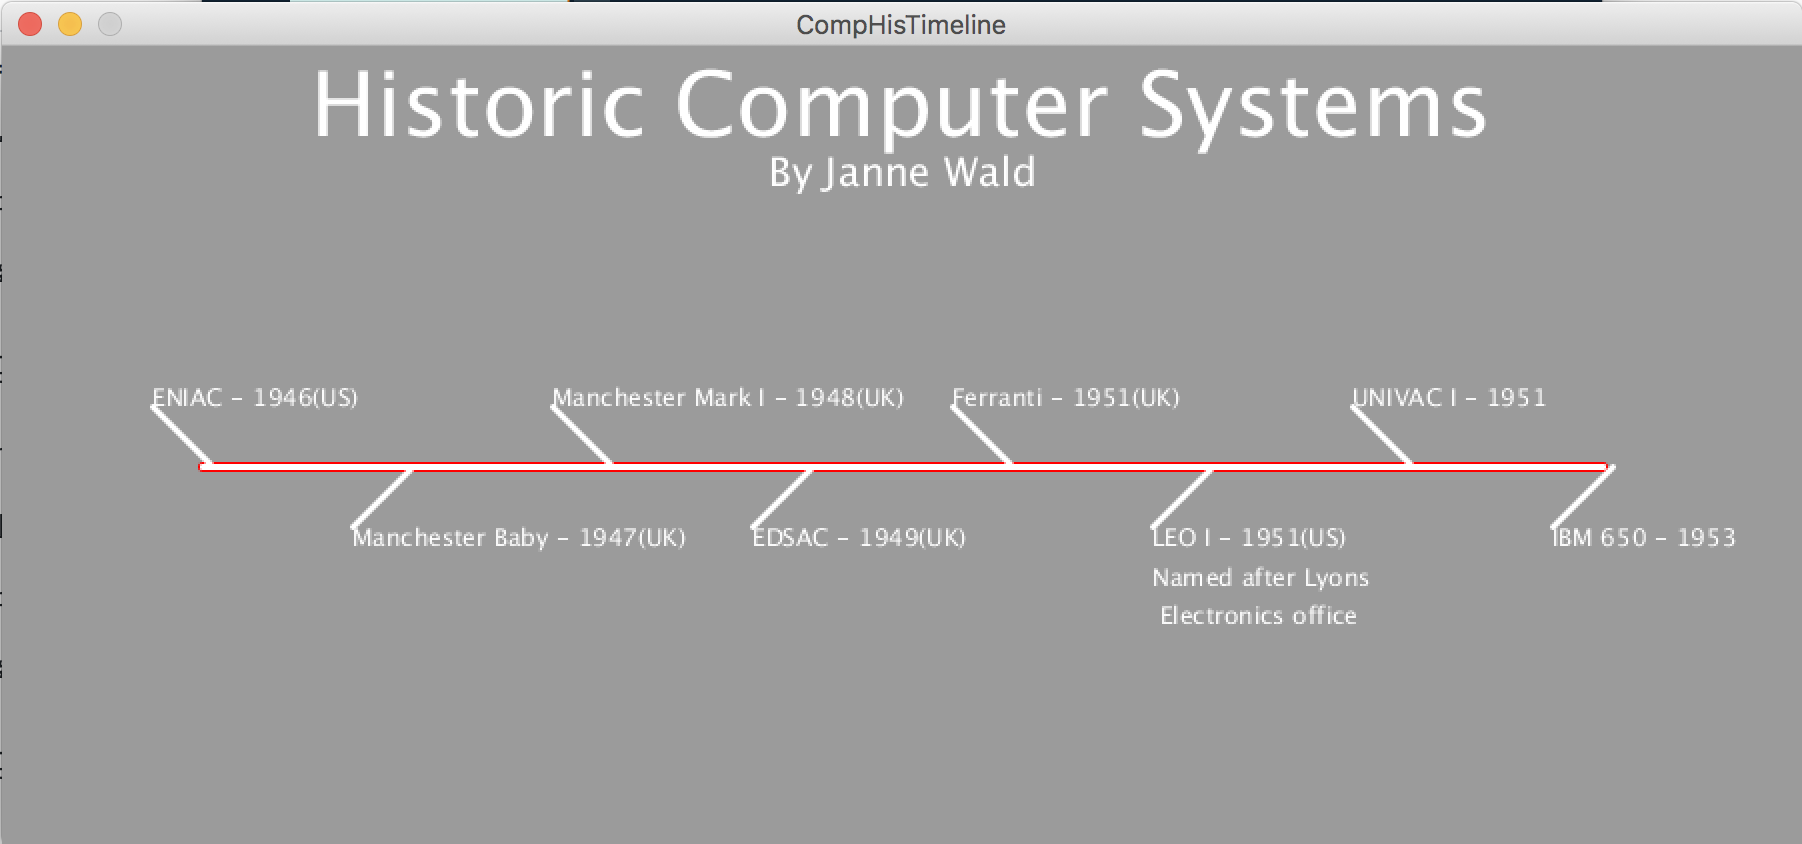 CompHisTimeline
Historic Computer Systems
By Janne Wald
ENIAC - 1946(US)
Manchester Mark I - 1948(UK)
Ferranti - 1951(UK)
UNIVAC I - 1951
Manchester Baby - 1947(UK)
EDSAC - 1949(UK)
LEO I - 1951(US)
Named after Lyons
Electronics office
IBM 650 - 1953